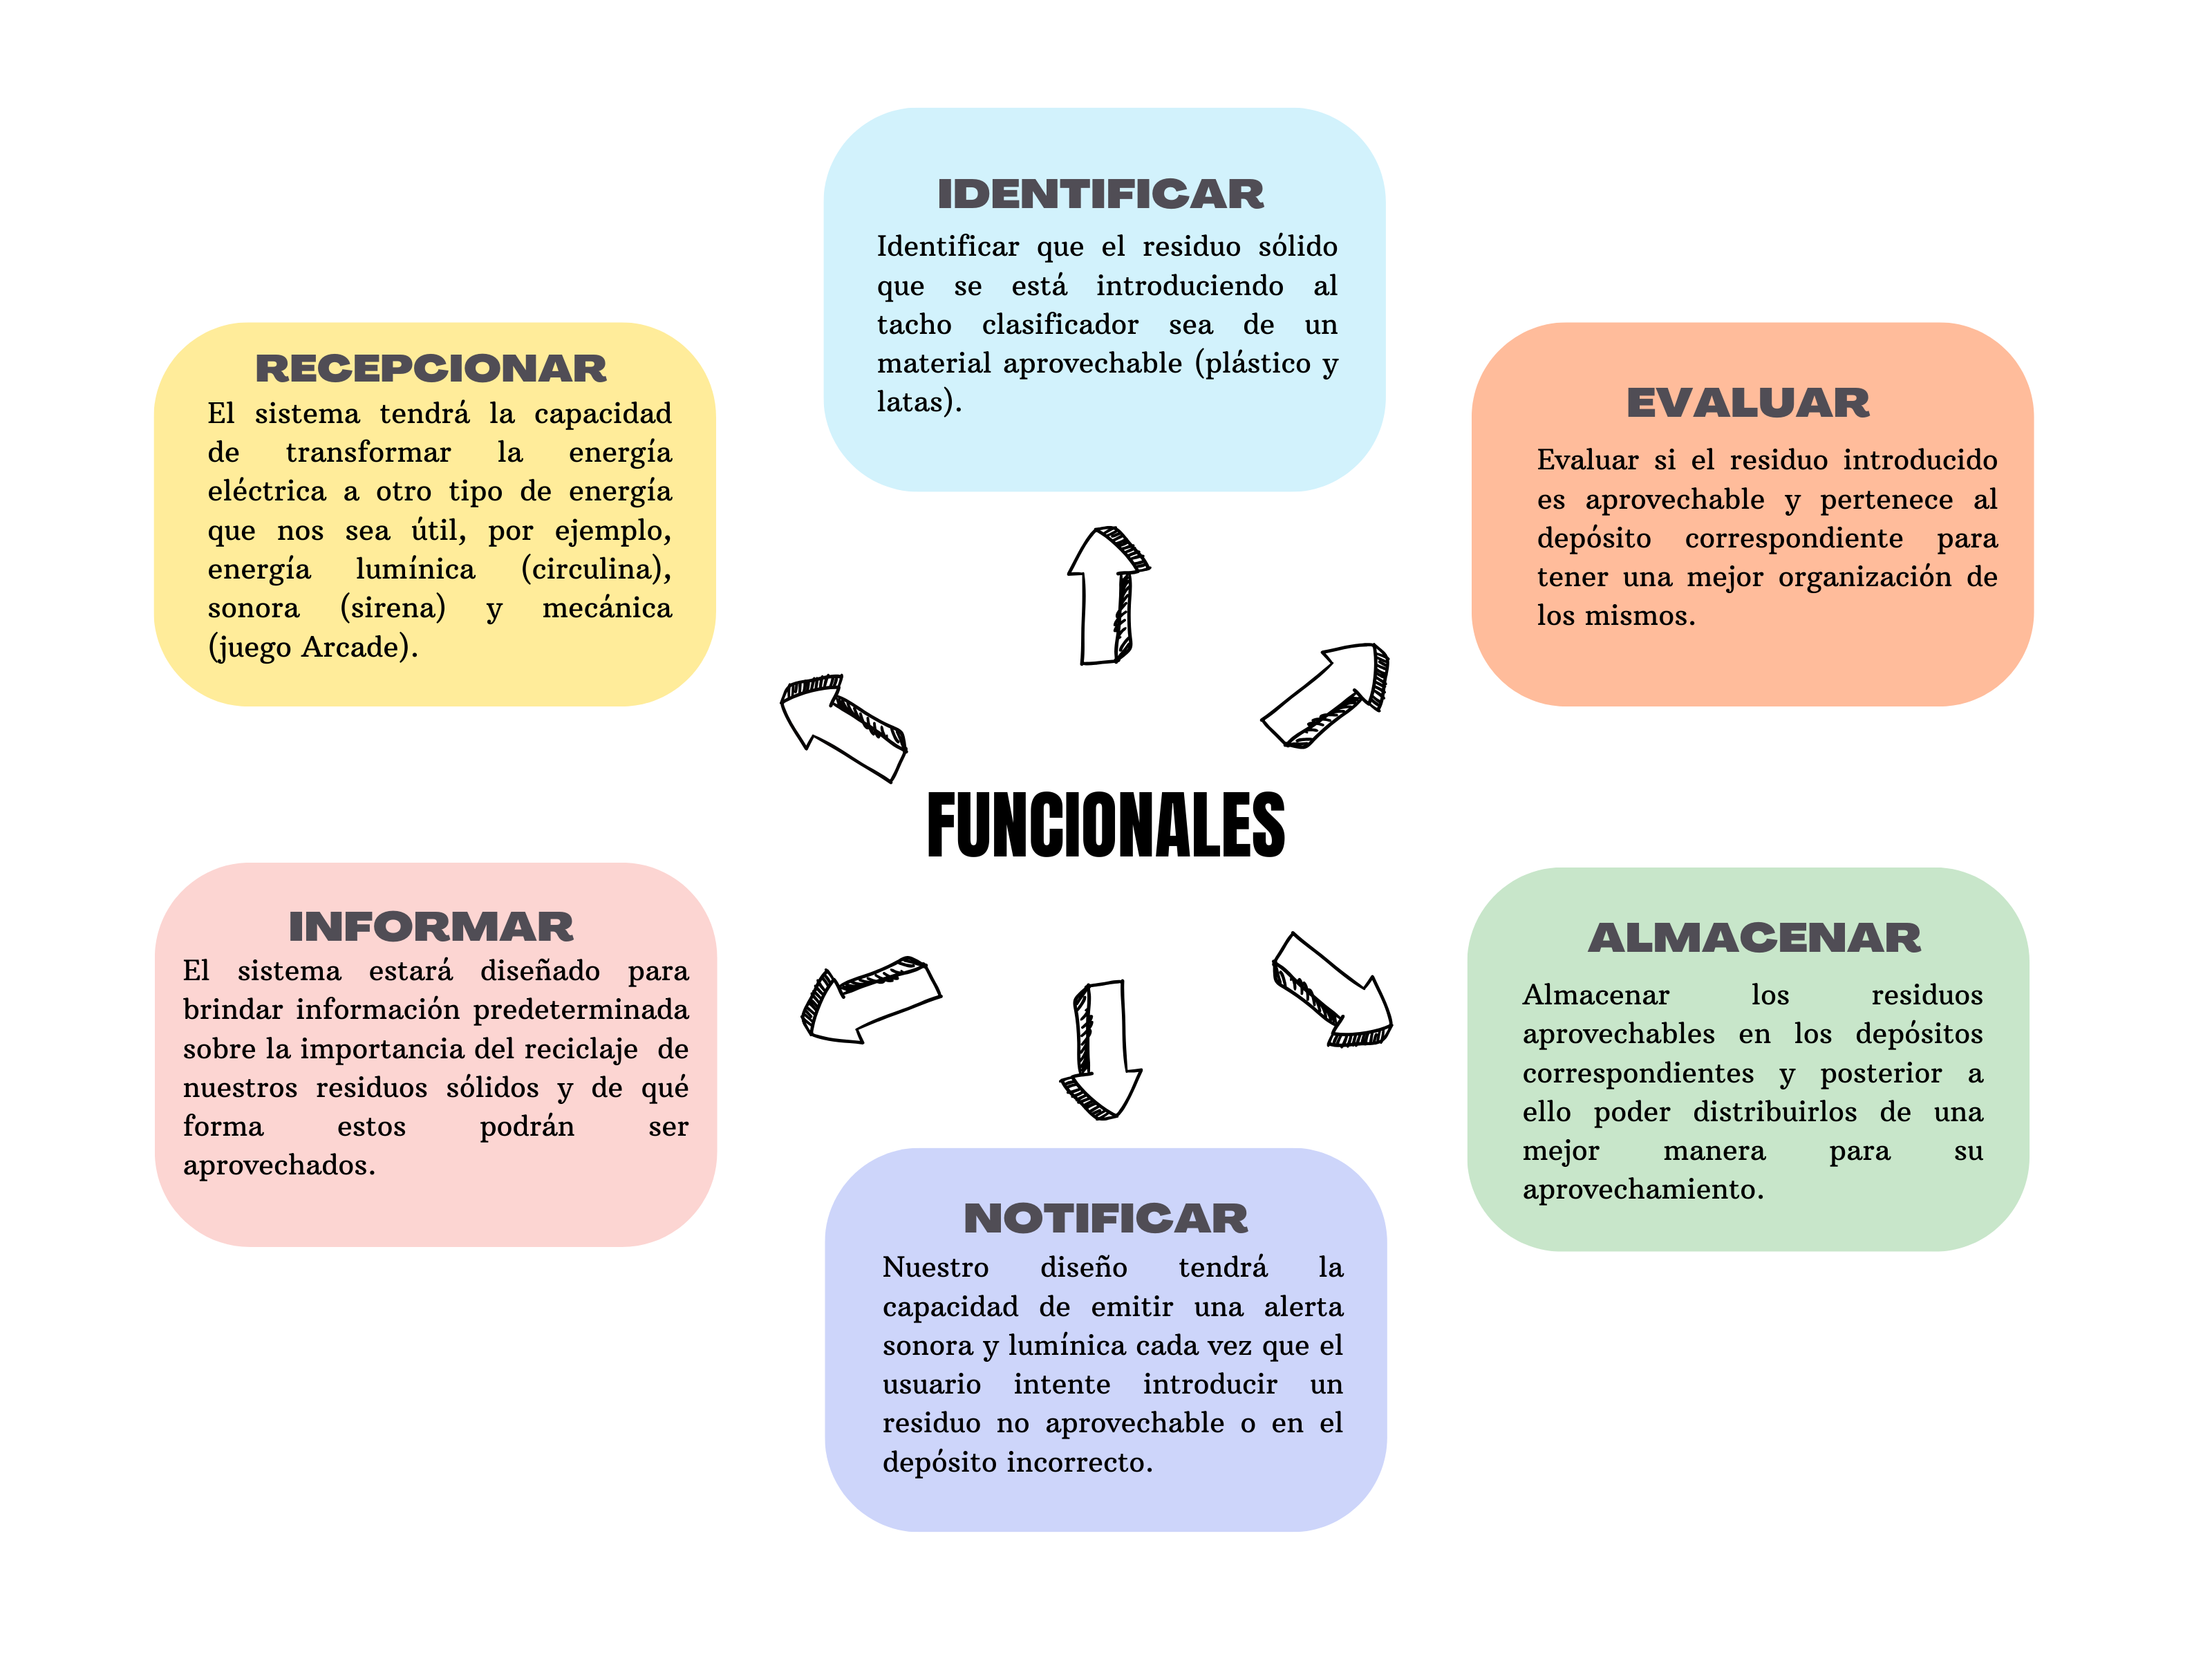 IDENTIFICAR
Identificar que el residuo sólido
que se está introduciendo al
tacho clasificador sea de un
material aprovechable (plástico y
latas).
RECEPCIONAR
El sistema tendrá la capacidad
de transformar la energía
eléctrica a otro tipo de energía
que nos sea útil, por ejemplo,
energía lumínica (circulina),
sonora (sirena) y mecánica
(juego Arcade).
EVALUAR
Evaluar si el residuo introducido
es aprovechable y pertenece al
depósito correspondiente para
tener una mejor organización de
los mismos.
FUNCIONALES
INFORMAR
El sistema estará diseñado para
brindar información predeterminada
sobre la importancia del reciclaje de
nuestros residuos sólidos y de qué
forma estos podrán ser
aprovechados.
ALMACENAR
Almacenar los residuos
aprovechables en los depósitos
correspondientes y posterior a
ello poder distribuirlos de una
mejor manera para su
aprovechamiento.
NOTIFICAR
Nuestro diseño tendrá la
capacidad de emitir una alerta
sonora y lumínica cada vez que el
usuario intente introducir un
residuo no aprovechable o en el
depósito incorrecto.